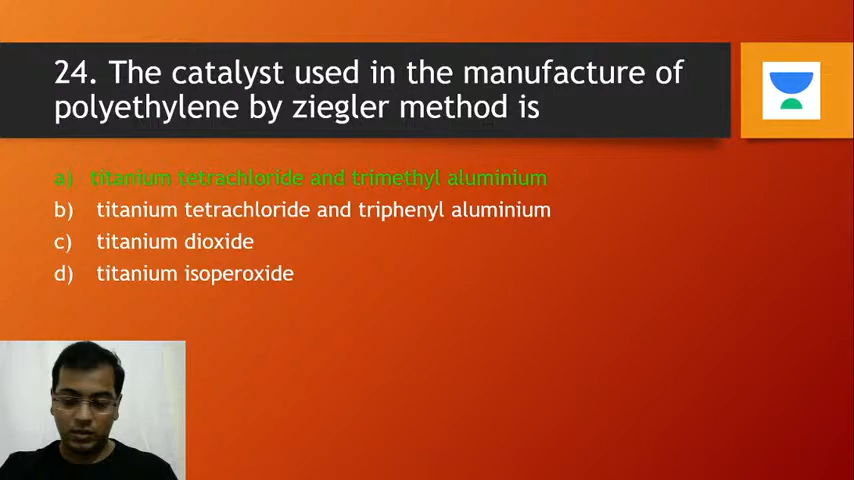 24. The catalyst used in the manufacture of
polyethylene by ziegler method is
a) titanium tetrachloride and trimethyl aluminium
b) titanium tetrachloride and triphenyl aluminium
c) titanium dioxide
d) titanium isoperoxide